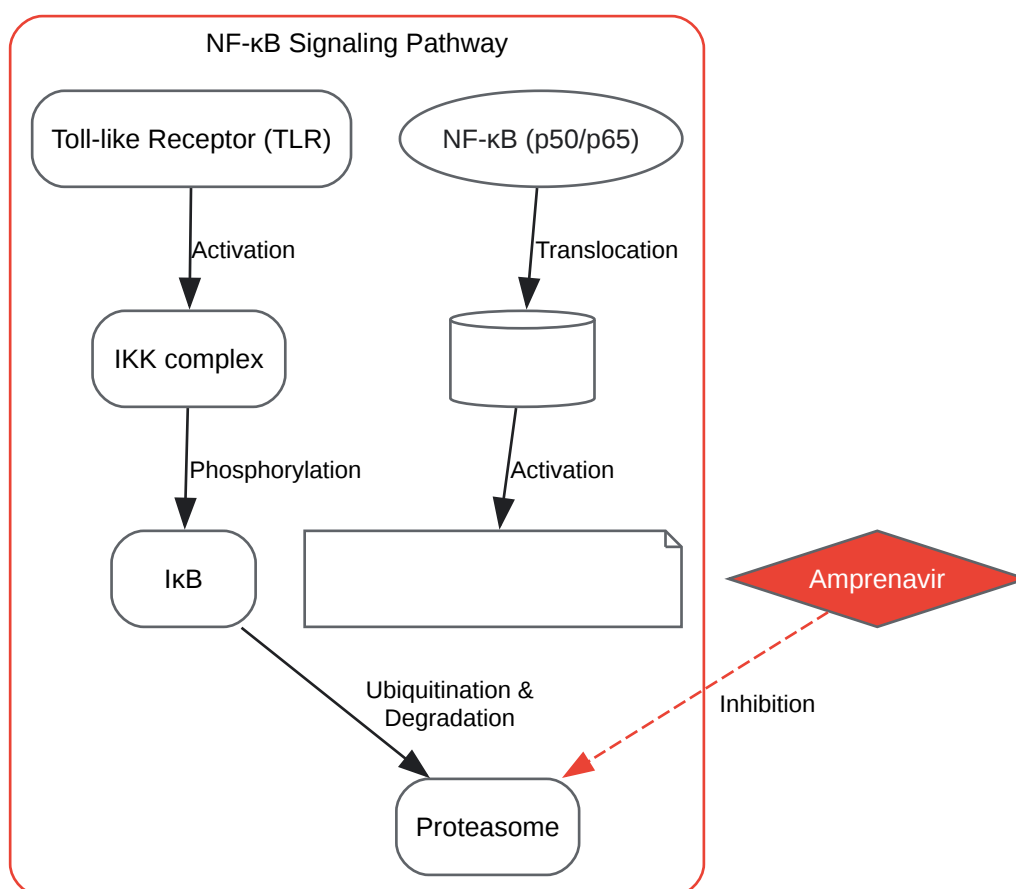 NF-κB Signaling Pathway
Toll-like Receptor (TLR)
NF-κB (p50/p65)
Activation
Translocation
IKK complex
Phosphorylation
Activation
IκB
Amprenavir
Ubiquitination &
Degradation
Inhibition
Proteasome